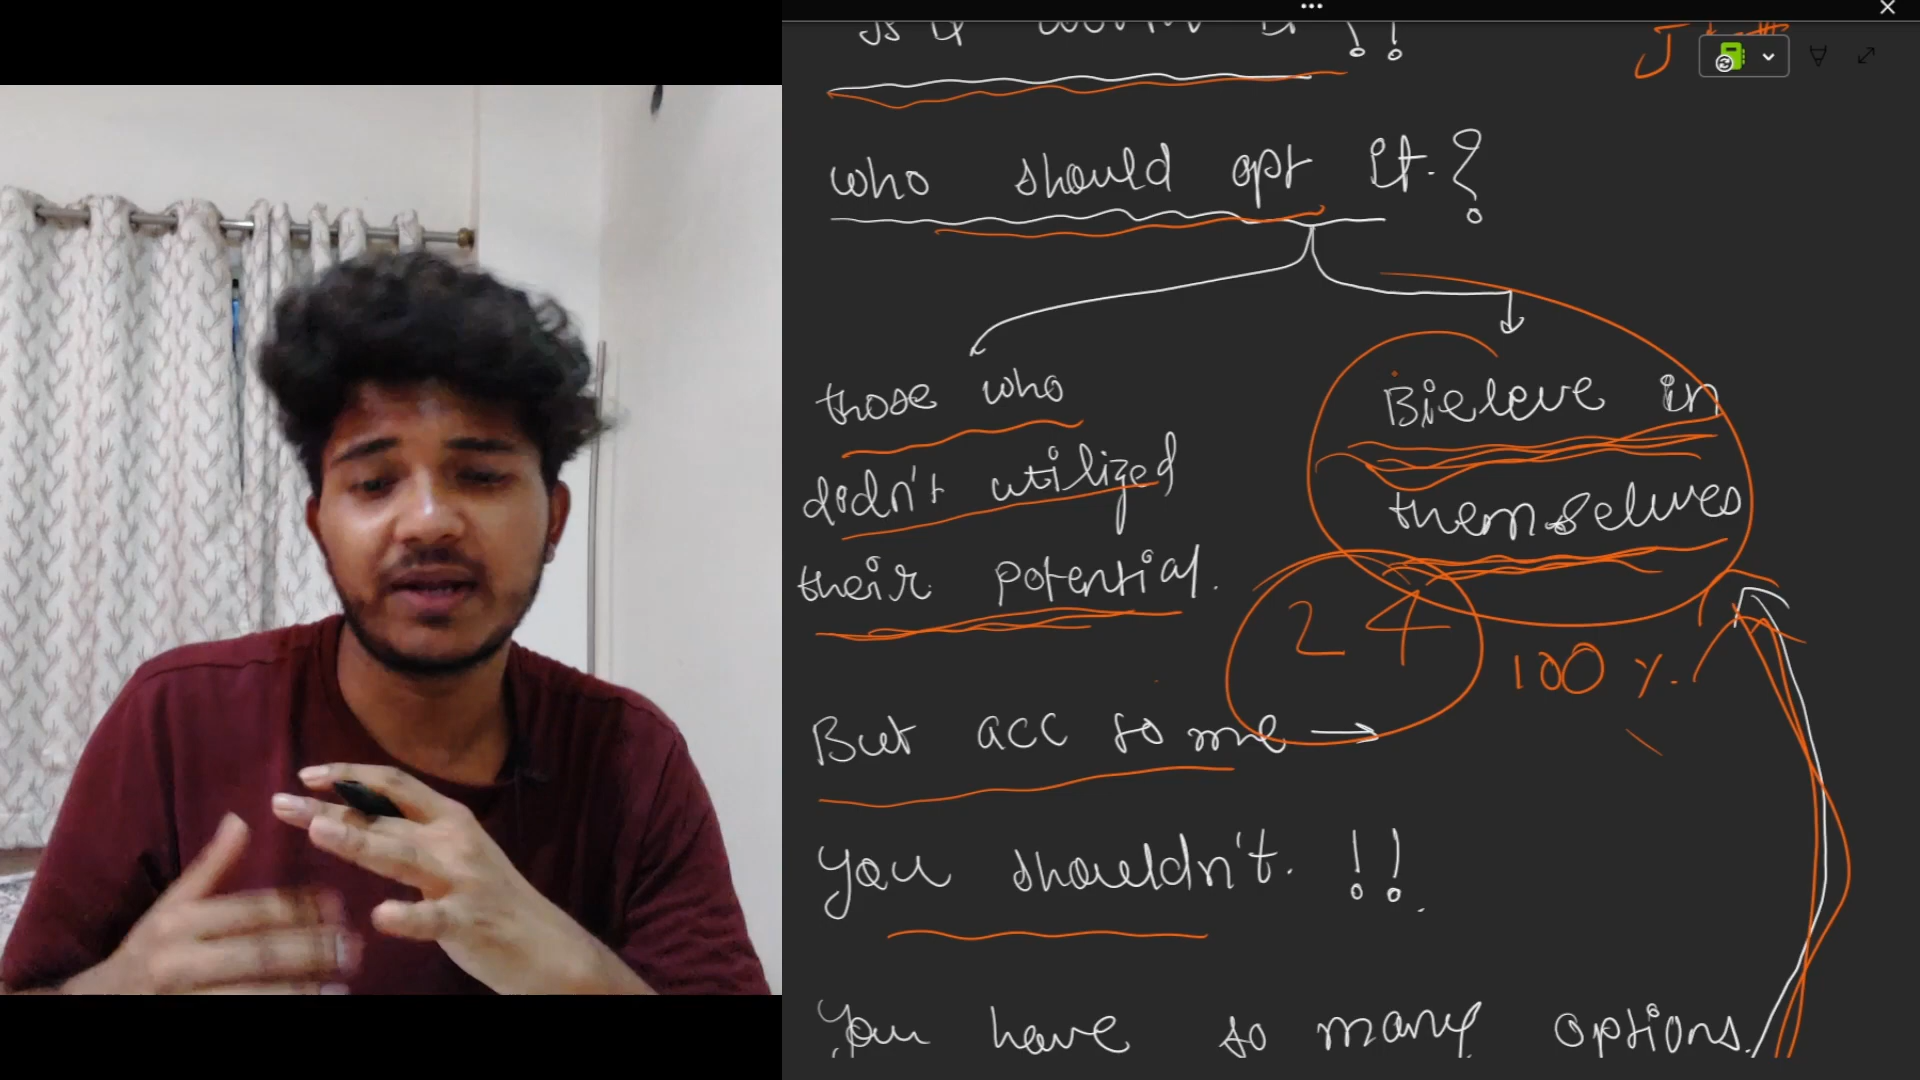 who should opt It.?
those who
didn't utilized
their potential.
Bieleve in
themselves
24
100 %.
But acc to me →
You shouldn't. !!
You have so many options.